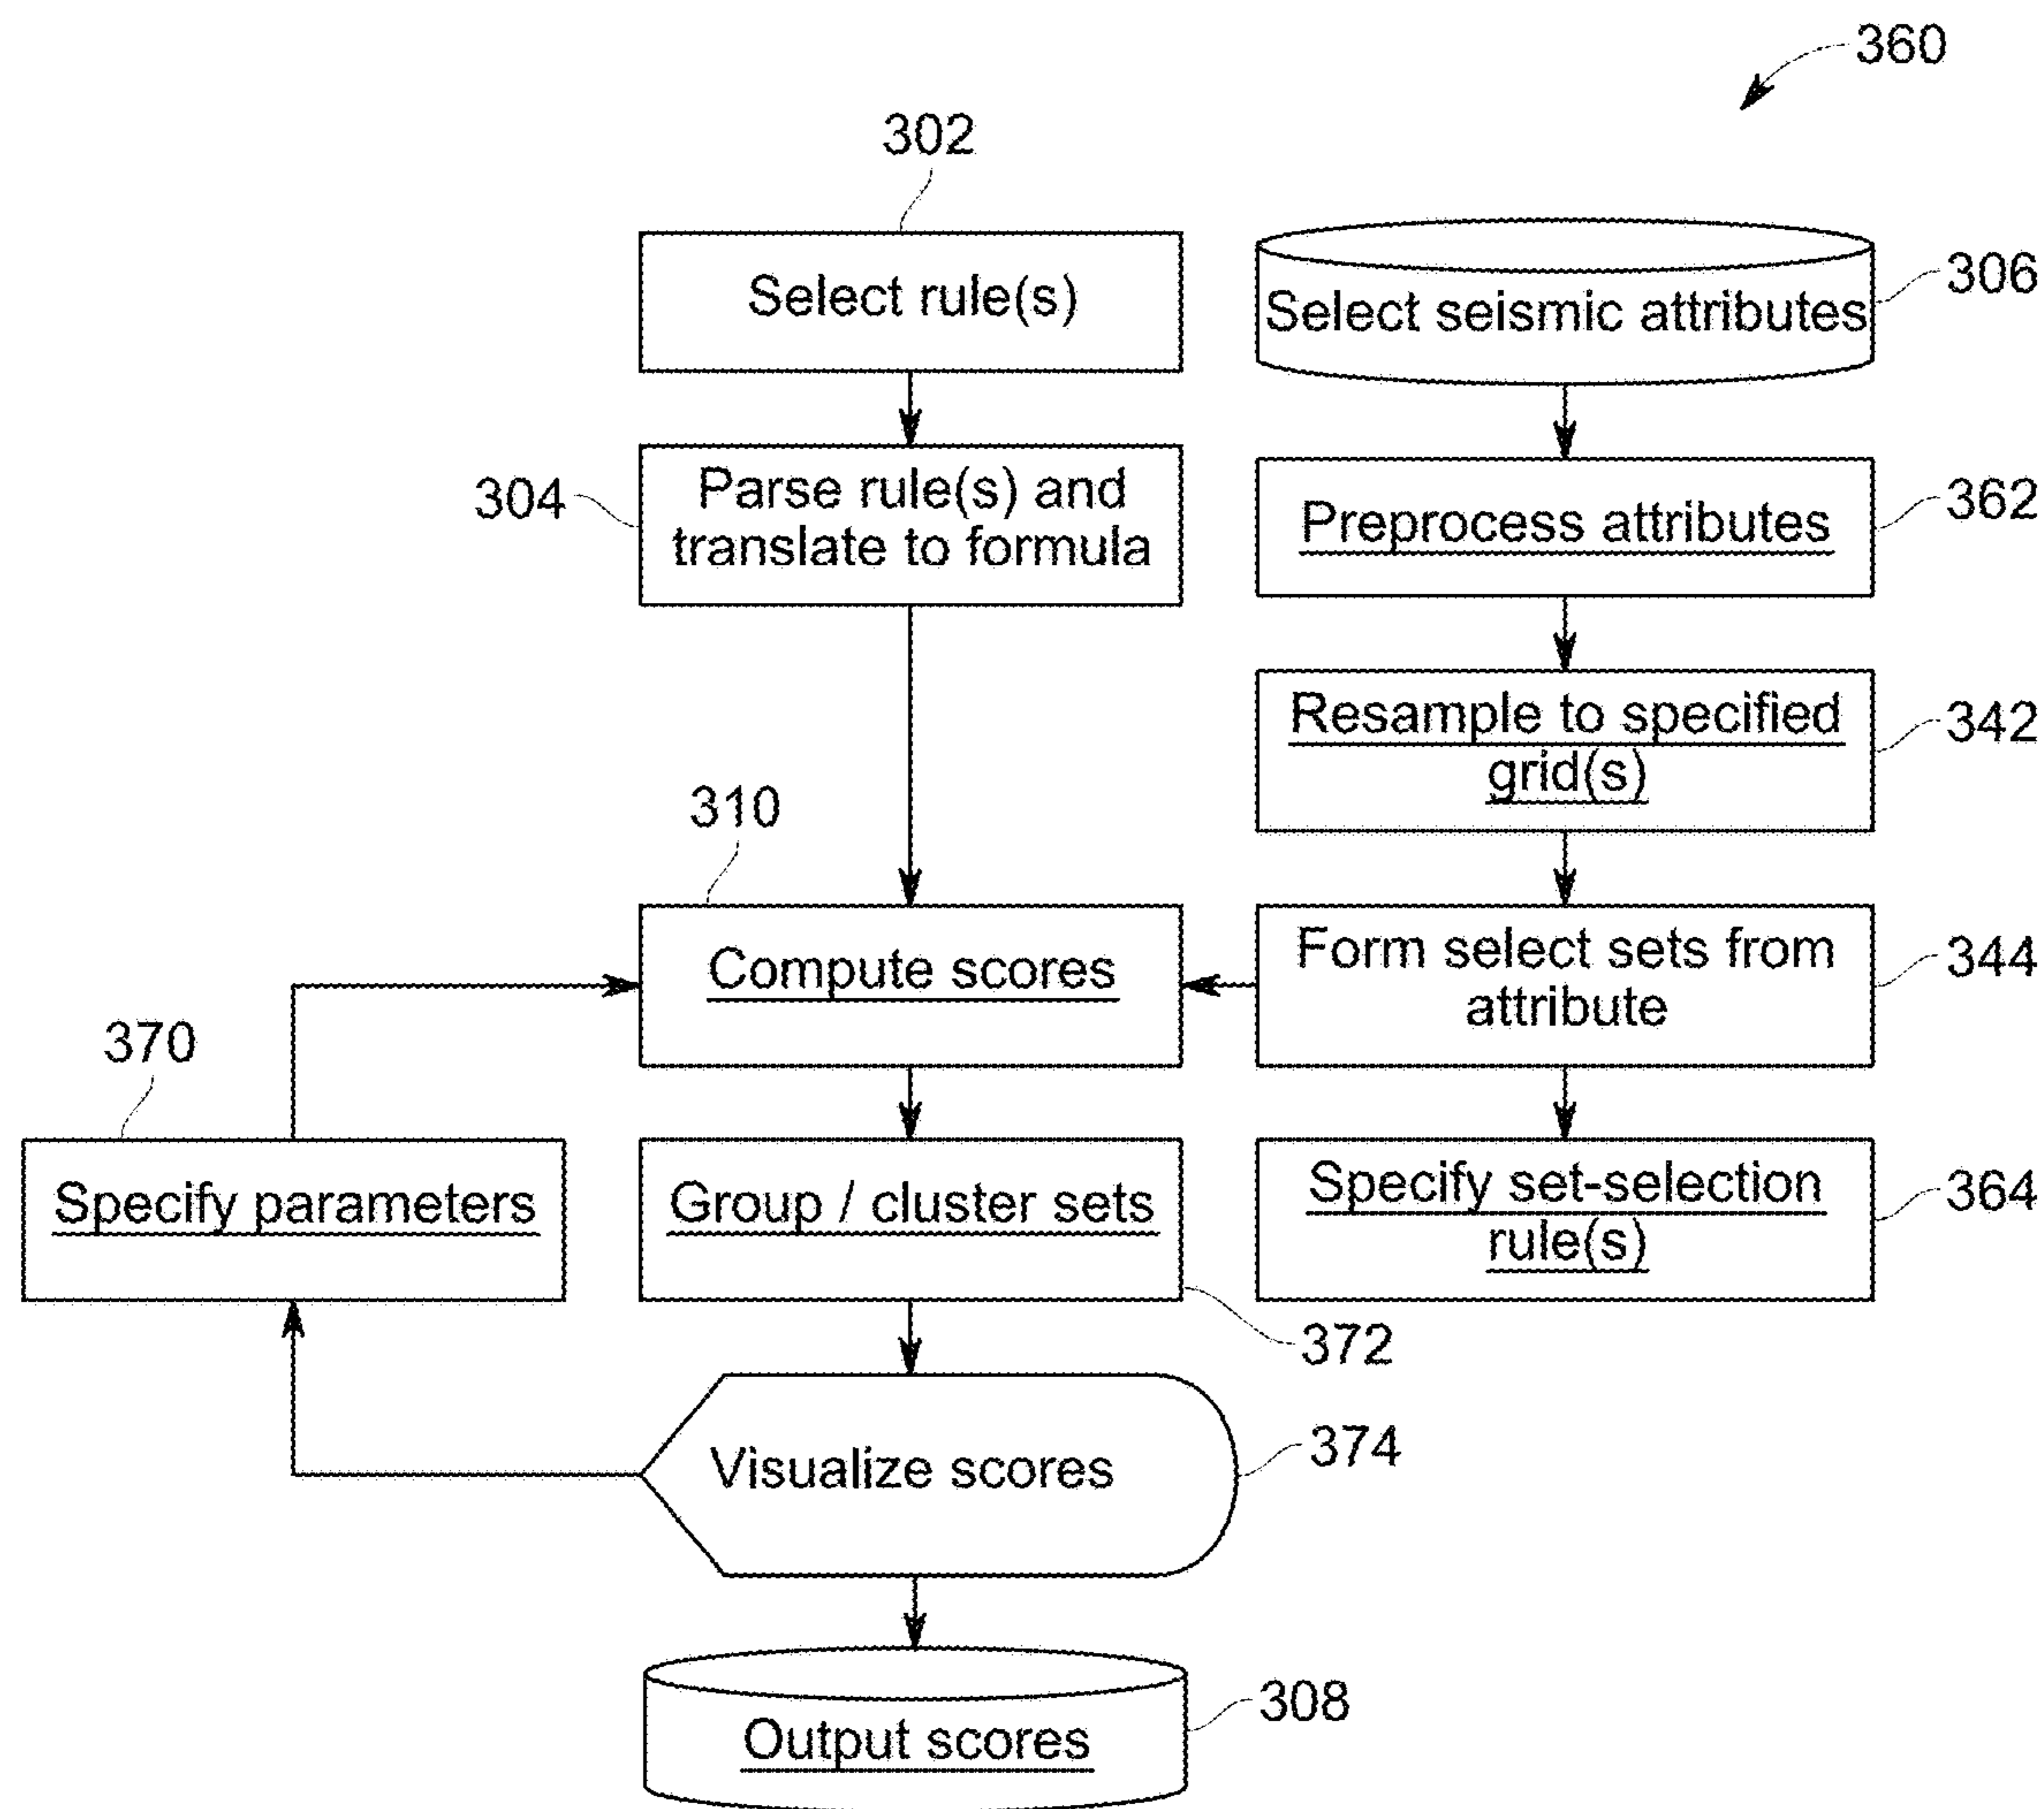 360
302
Select rule(s)
Select seismic attributes
306
304
Parse rule(s) and
translate to formula
Preprocess attributes
362
Resample to specified
grid(s)
342
310
Compute scores
Form select sets from
attribute
344
370
Specify parameters
Group / cluster sets
Specify set-selection
rule(s)
364
372
Visualize scores
374
Output scores
308